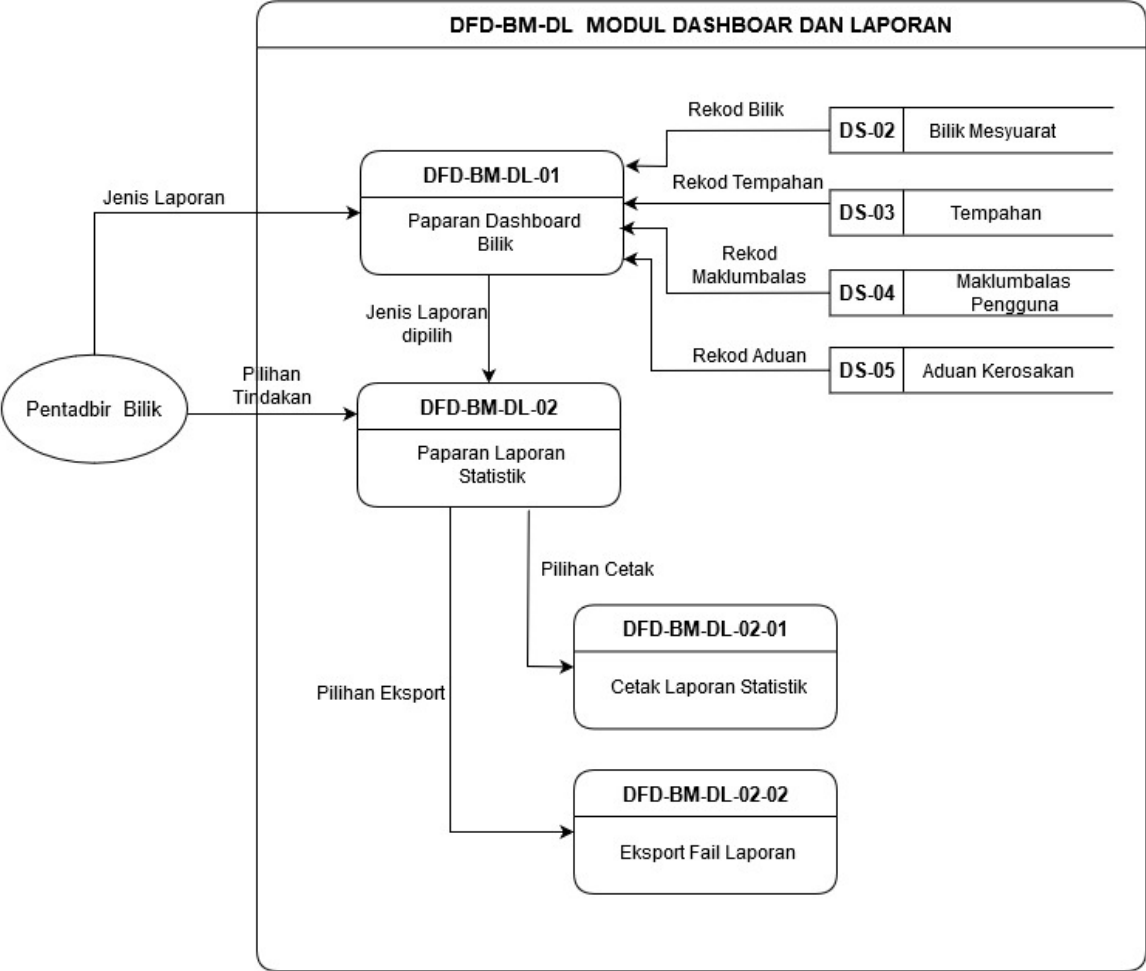 DFD-BM-DL MODUL DASHBOAR DAN LAPORAN
Rekod Bilik
DS-02
Bilik Mesyuarat
DFD-BM-DL-01
Paparan Dashboard
Bilik
Jenis Laporan
Rekod Tempahan
DS-03
Tempahan
Rekod
Maklumbalas
DS-04
Maklumbalas
Pengguna
Jenis Laporan
dipilih
Rekod Aduan
DS-05
Aduan Kerosakan
Pentadbir Bilik
Pilihan
Tindakan
DFD-BM-DL-02
Paparan Laporan
Statistik
Pilihan Cetak
DFD-BM-DL-02-01
Cetak Laporan Statistik
Pilihan Eksport
DFD-BM-DL-02-02
Eksport Fail Laporan